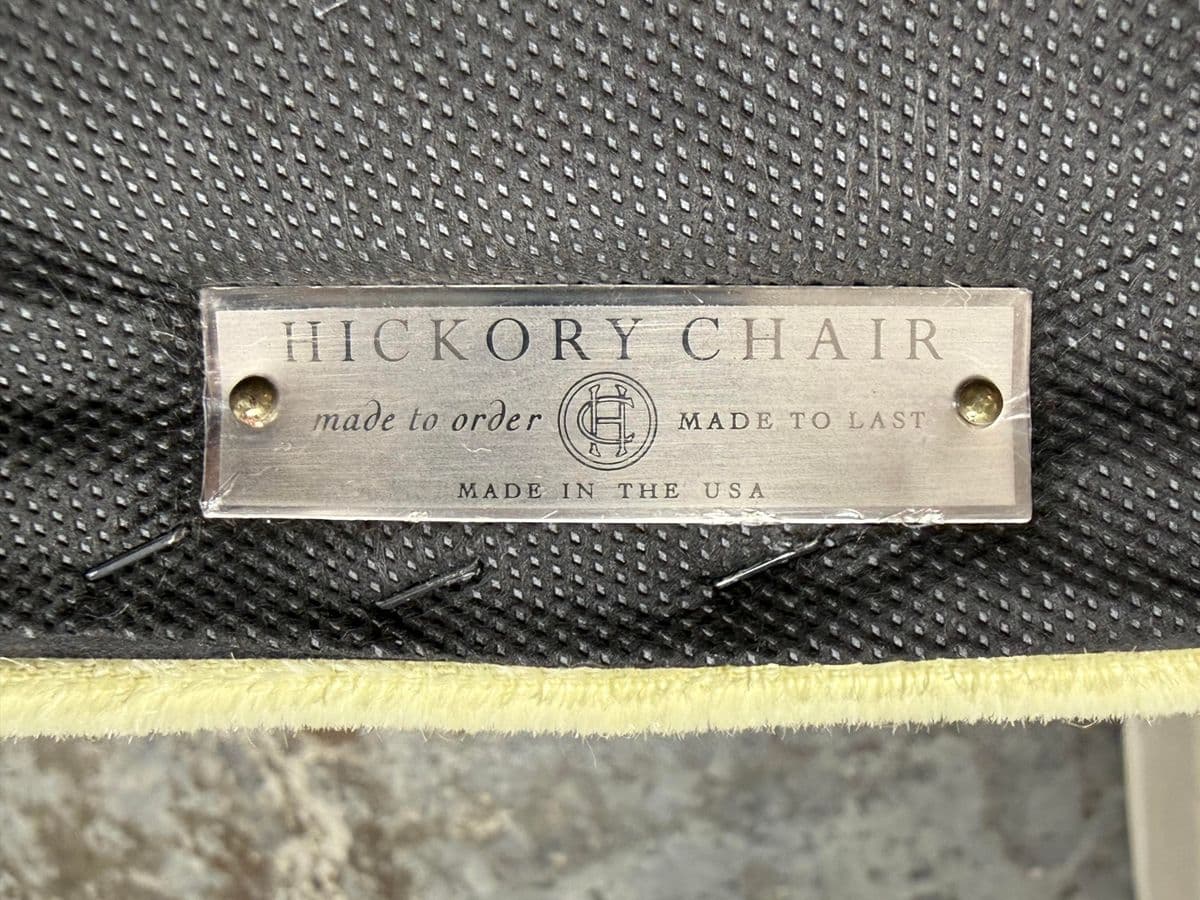 HICKORY CHAIR
made to order HC MADE TO LAST
MADE IN THE USA